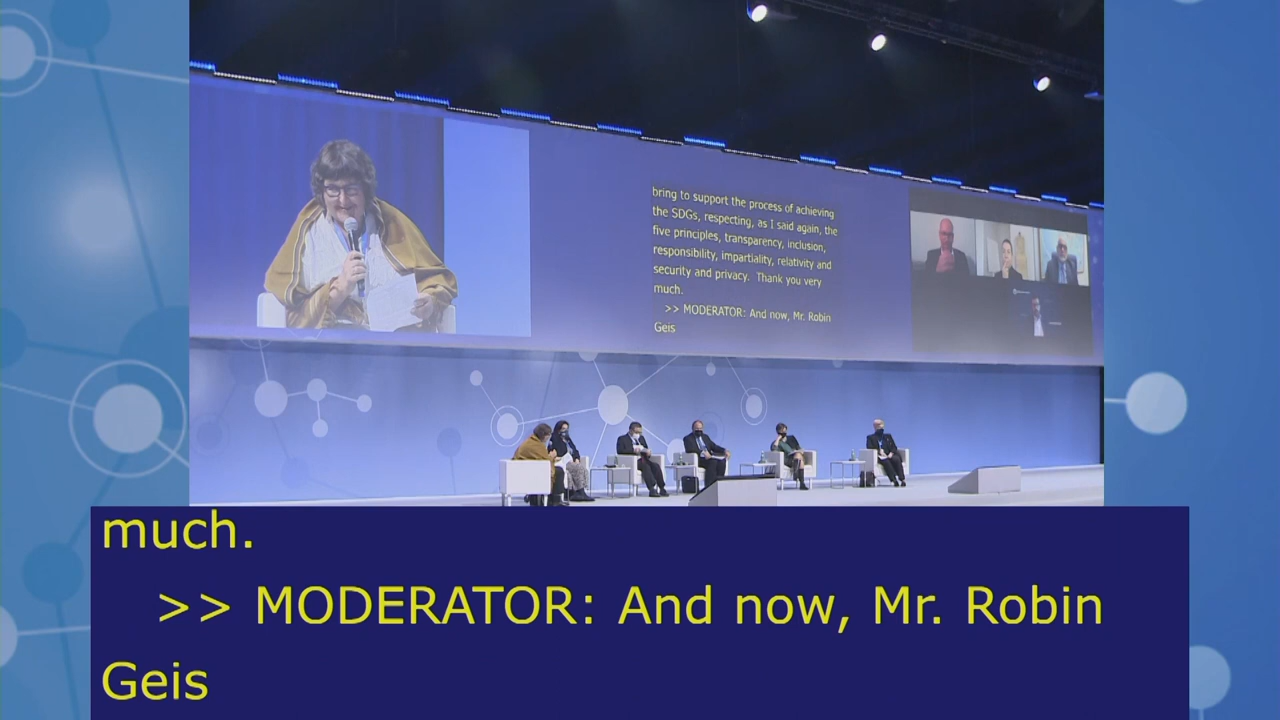 bring to support the process of achieving
the SDGs, respecting, as I said again, the
five principles, transparency, inclusion,
responsibility, impartiality, relativity and
security and privacy. Thank you very
much.
>> MODERATOR: And now, Mr. Robin
Geis
much.
>> MODERATOR: And now, Mr. Robin
Geis